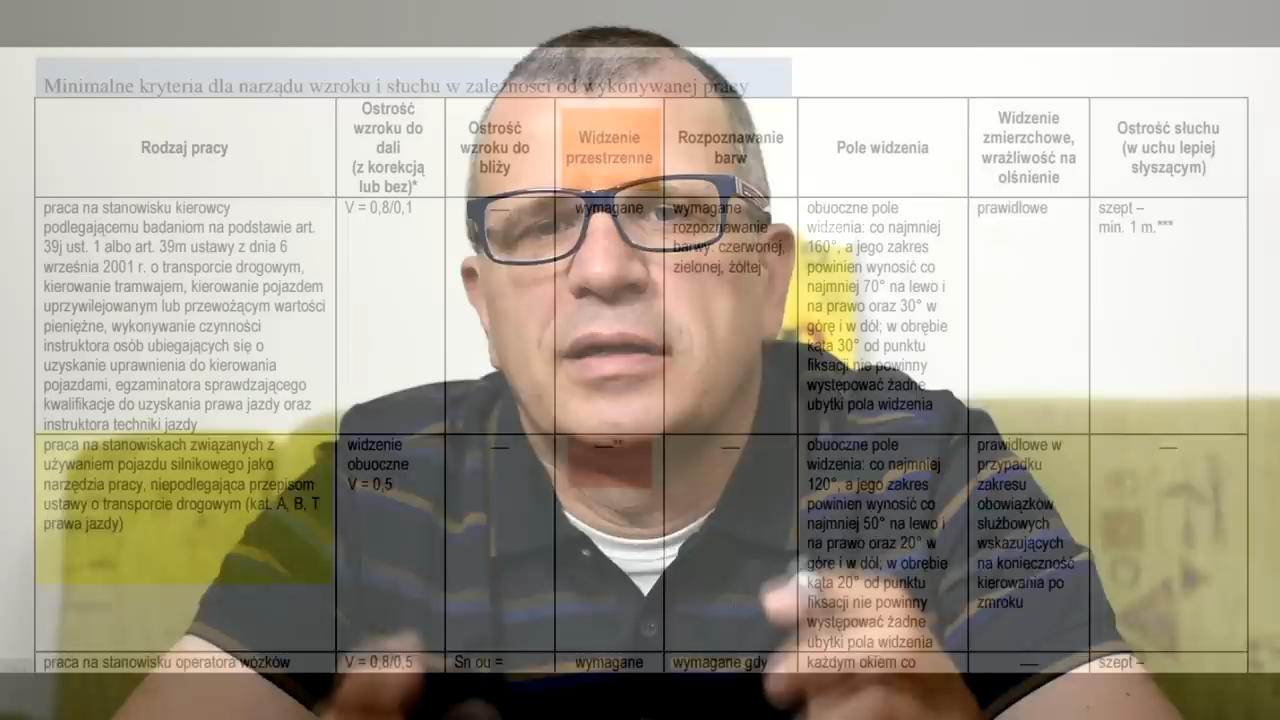 Minimalne kryteria dla narządu wzroku i słuchu w zależności od wykonywanej pracy
Rodzaj pracy
Ostrość
wzroku do
dali
(z korekcją
lub bez)*
Ostrość
wzroku do
bliży
Widzenie
przestrzenne
Rozpoznawanie
barw
Pole widzenia
Widzenie
zmierzchowe,
wrażliwość na
olśnienie
Ostrość słuchu
(w uchu lepiej
słyszącym)
praca na stanowisku kierowcy
podlegającemu badaniom na podstawie art.
39j ust. 1 albo art. 39m ustawy z dnia 6
września 2001 r. o transporcie drogowym,
kierowanie tramwajem, kierowanie pojazdem
uprzywilejowanym lub przewożącym wartości
pieniężne, wykonywanie czynności
instruktora osób ubiegających się o
uzyskanie uprawnienia do kierowania
pojazdami, egzaminatora sprawdzającego
kwalifikacje do uzyskania prawa jazdy oraz
instruktora techniki jazdy
V = 0,8/0,1
—
wymagane
wymagane
rozpoznawanie
barwy: czerwonej,
zielonej, żółtej
obuoczne pole
widzenia: co najmniej
160°, a jego zakres
powinien wynosić co
najmniej 70° na lewo i
na prawo oraz 30° w
górę i w dół; w obrębie
kąta 30° od punktu
fiksacji nie powinny
występować żadne
ubytki pola widzenia
prawidłowe
szept –
min. 1 m.***
praca na stanowiskach związanych z
używaniem pojazdu silnikowego jako
narzędzia pracy, niepodlegająca przepisom
ustawy o transporcie drogowym (kat. A, B, T
prawa jazdy)
widzenie
obuoczne
V = 0,5
—
—**
—
obuoczne pole
widzenia: co najmniej
120°, a jego zakres
powinien wynosić co
najmniej 50° na lewo i
na prawo oraz 20° w
górę i w dół; w obrębie
kąta 20° od punktu
fiksacji nie powinny
występować żadne
ubytki pola widzenia
prawidłowe w
przypadku
zakresu
obowiązków
służbowych
wskazujących
na konieczność
kierowania po
zmroku
—
praca na stanowisku operatora wózków
V = 0,8/0,5
Sn ou =
wymagane
wymagane gdy
każdym okiem co
—
szept –